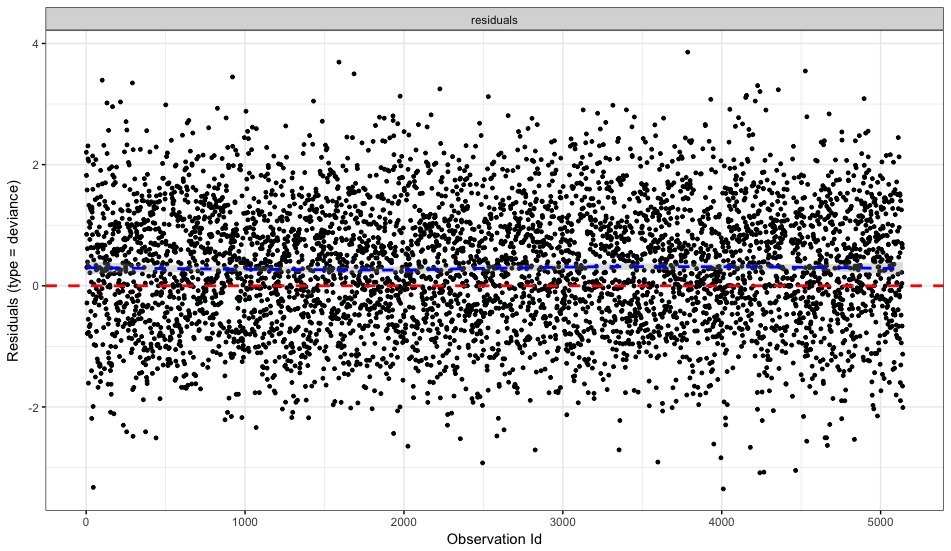 residuals
Residuals (type = deviance)
4
2
0
-2
0 1000 2000 3000 4000 5000
Observation Id